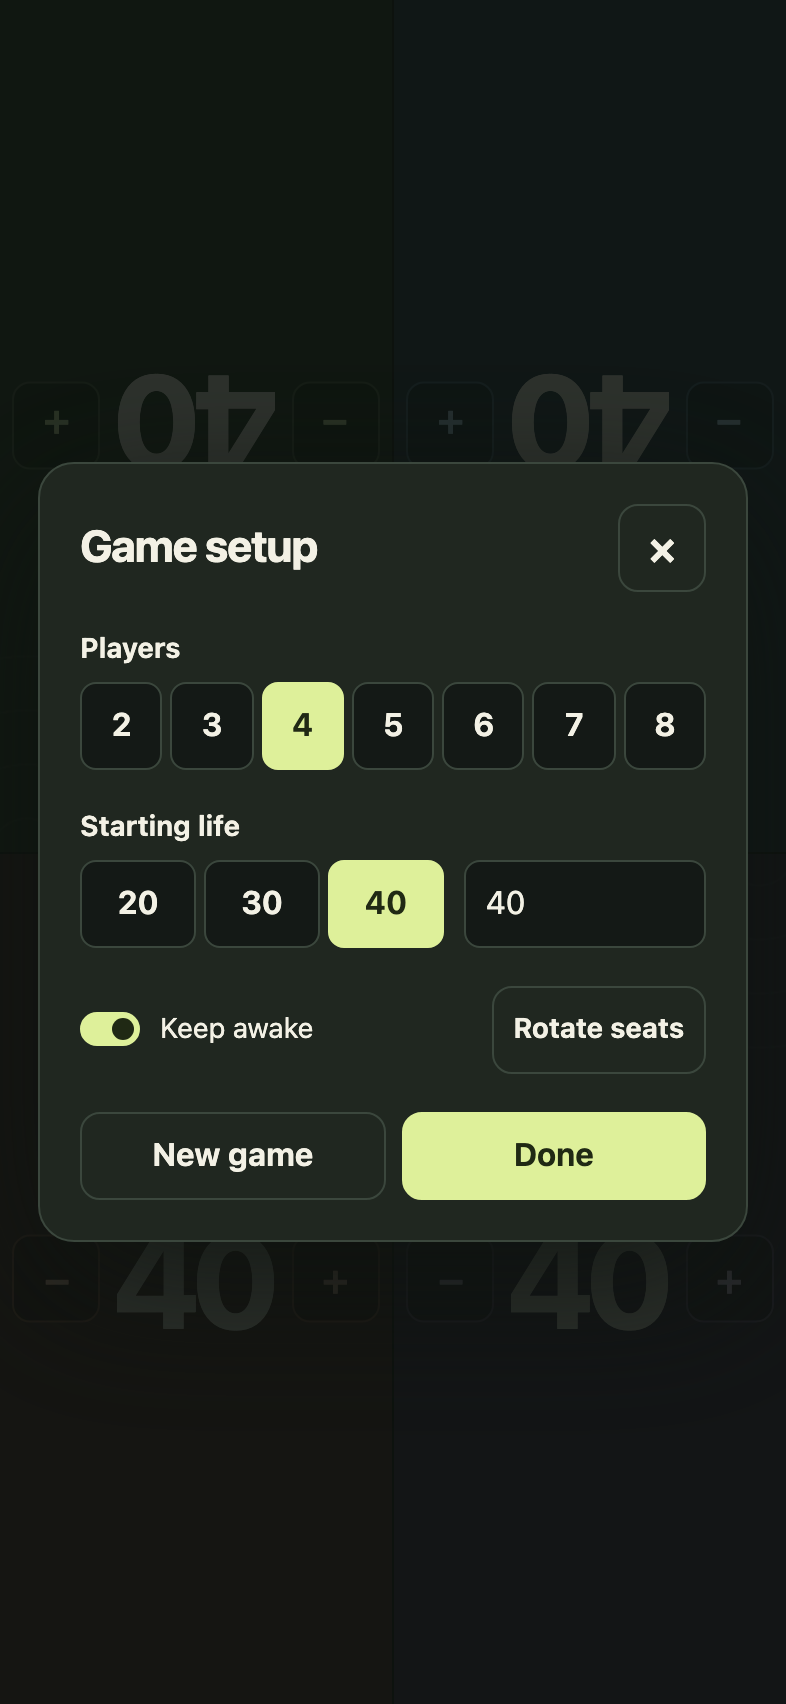 + 40 − + 40 −
Game setup ×
Players
2 3 4 5 6 7 8
Starting life
20 30 40 40
Keep awake Rotate seats
New game Done
− 40 + − 40 +